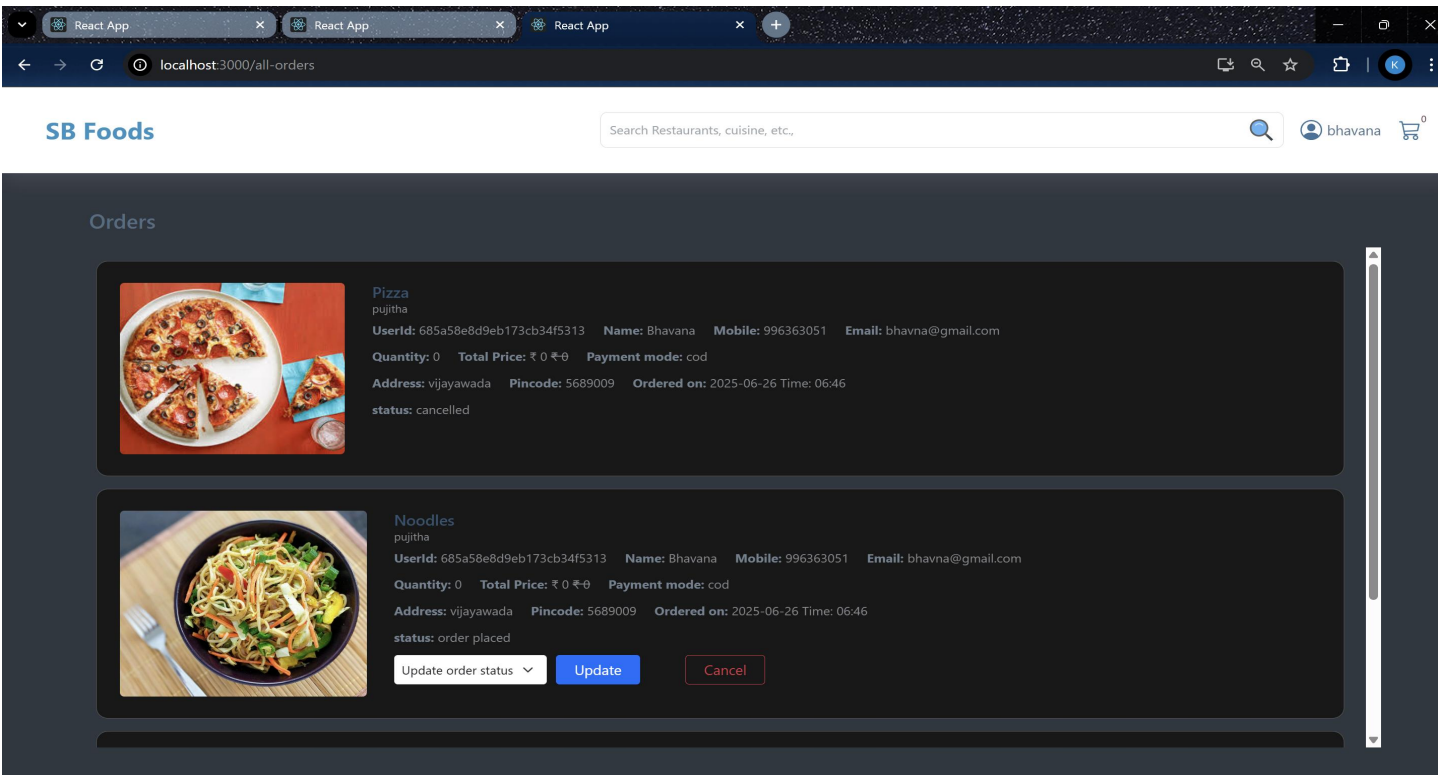 React App
React App
React App
localhost:3000/all-orders
K
SB Foods
Search Restaurants, cuisine, etc.,
bhavana
0
Orders
Pizza
pujitha
UserId: 685a58e8d9eb173cb34f5313 Name: Bhavana Mobile: 996363051 Email: bhavna@gmail.com
Quantity: 0 Total Price: ₹ 0 ₹ 0 Payment mode: cod
Address: vijayawada Pincode: 5689009 Ordered on: 2025-06-26 Time: 06:46
status: cancelled
Noodles
pujitha
UserId: 685a58e8d9eb173cb34f5313 Name: Bhavana Mobile: 996363051 Email: bhavna@gmail.com
Quantity: 0 Total Price: ₹ 0 ₹ 0 Payment mode: cod
Address: vijayawada Pincode: 5689009 Ordered on: 2025-06-26 Time: 06:46
status: order placed
Update order status Update Cancel